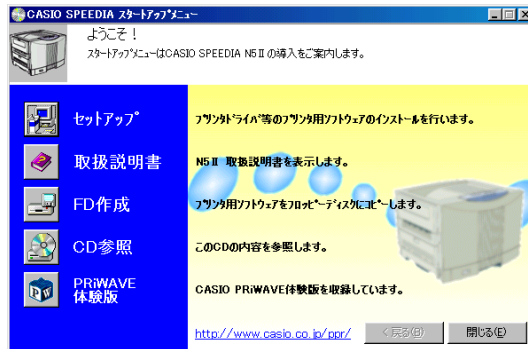 CASIO SPEEDIA ｽﾀｰﾄｱｯﾌﾟﾒﾆｭｰ
ようこそ！
ｽﾀｰﾄｱｯﾌﾟﾒﾆｭｰはCASIO SPEEDIA N5Ⅱの導入をご案内します。
ｾｯﾄｱｯﾌﾟ
ﾌﾟﾘﾝﾀﾄﾞﾗｲﾊﾞ等のﾌﾟﾘﾝﾀ用ｿﾌﾄｳｪｱのｲﾝｽﾄｰﾙを行います。
取扱説明書
N5Ⅱ 取扱説明書を表示します。
FD作成
ﾌﾟﾘﾝﾀ用ｿﾌﾄｳｪｱをﾌﾛｯﾋﾟｰﾃﾞｨｽｸにｺﾋﾟｰします。
CD参照
このCDの内容を参照します。
PRiWAVE
体験版
CASIO PRiWAVE体験版を収録しています。
http://www.casio.co.jp/ppr/
< 戻る(B)
閉じる(E)